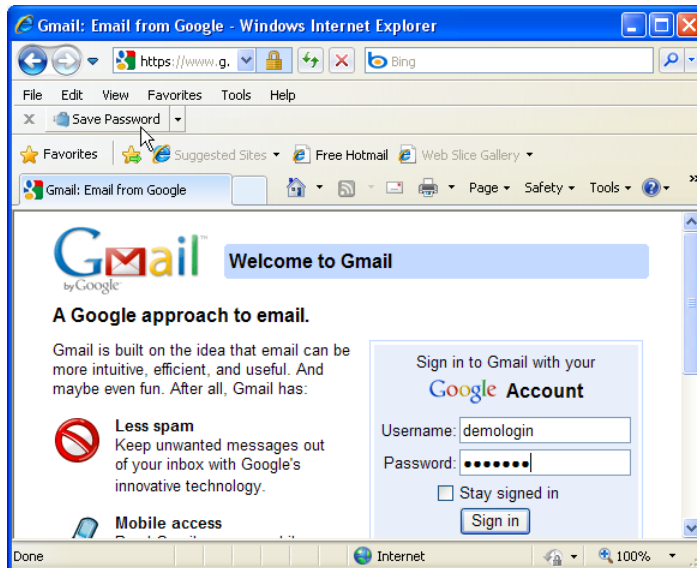 Gmail: Email from Google - Windows Internet Explorer
https://www.g.
Bing
File Edit View Favorites Tools Help
Save Password
Favorites Suggested Sites Free Hotmail Web Slice Gallery
Gmail: Email from Google Page Safety Tools
Gmail
by Google
Welcome to Gmail
A Google approach to email.
Gmail is built on the idea that email can be
more intuitive, efficient, and useful. And
maybe even fun. After all, Gmail has:
Less spam
Keep unwanted messages out
of your inbox with Google's
innovative technology.
Mobile access
Sign in to Gmail with your
Google Account
Username: demologin
Password: ●●●●●●●
Stay signed in
Sign in
Done Internet 100%